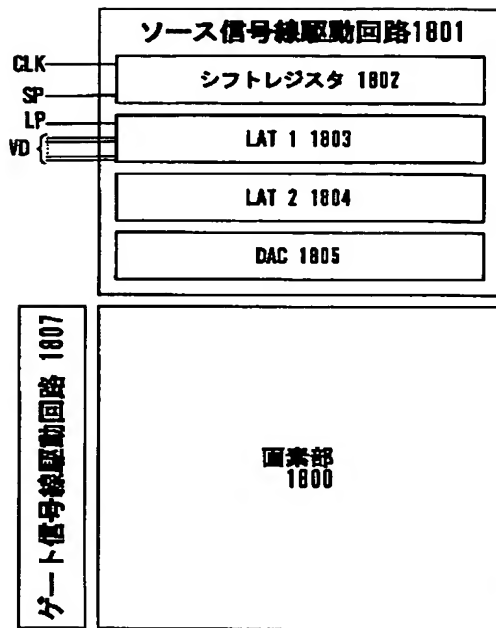 ソース信号線駆動回路1801
CLK
シフトレジスタ 1802
SP
LP
LAT 1 1803
VD
LAT 2 1804
DAC 1805
ゲート信号線駆動回路 1807
画素部
1800